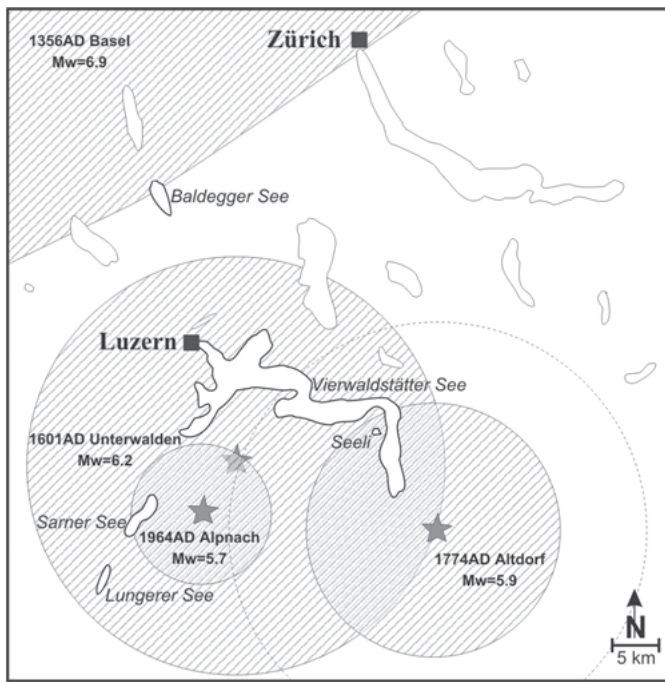 1356AD Basel
Mw=6.9
Zürich
Baldegger See
Luzern
Vierwaldstätter See
1601AD Unterwalden
Mw=6.2
Seeli
Sarner See
1964AD Alpnach
Mw=5.7
1774AD Altdorf
Mw=5.9
Lungerer See
N
5 km